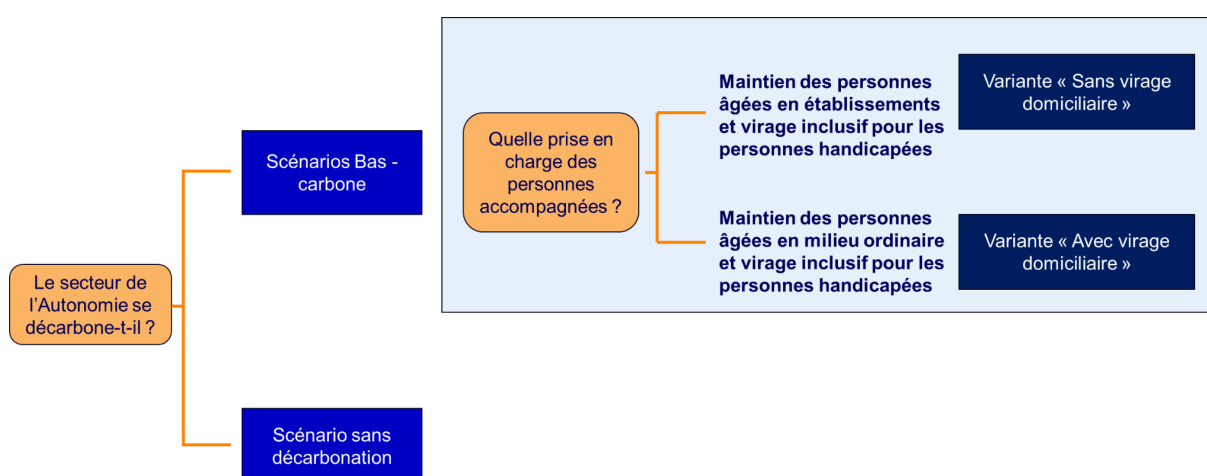 Le secteur de
l'Autonomie se
décarbone-t-il ?
Scénarios Bas -
carbone
Scénario sans
décarbonation
Quelle prise en
charge des
personnes
accompagnées ?
Maintien des personnes
âgées en établissements
et virage inclusif pour les
personnes handicapées
Variante « Sans virage
domiciliaire »
Maintien des personnes
âgées en milieu ordinaire
et virage inclusif pour les
personnes handicapées
Variante « Avec virage
domiciliaire »